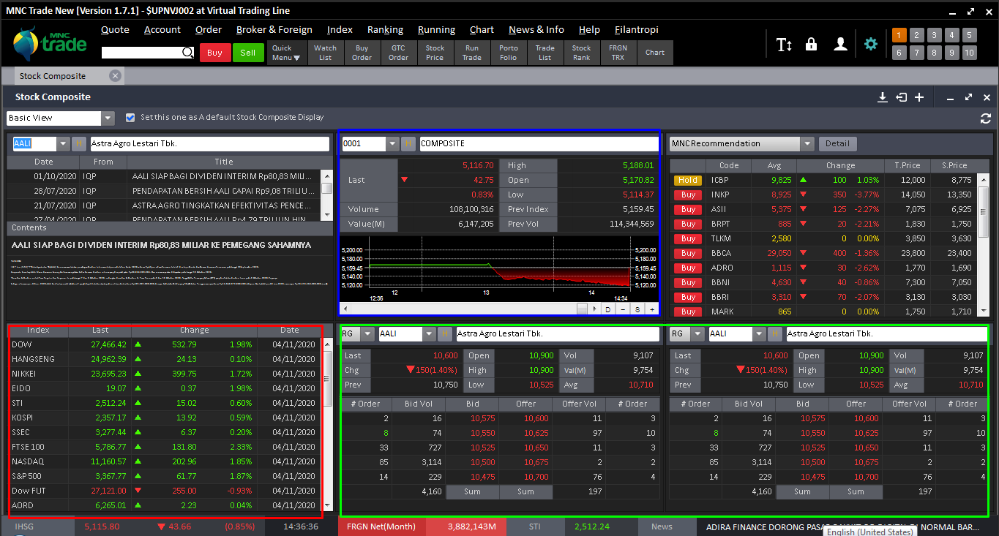 MNC Trade New [Version 1.7.1] - $UPNVJ002 at Virtual Trading Line
MNC trade
Quote Account Order Broker & Foreign Index Ranking Running Chart News & Info Help Filantropi
Buy Sell Quick Menu▼ Watch List Buy Order GTC Order Stock Price Run Trade Porto Folio Trade List Stock Rank FRGN TRX Chart
1 2 3 4 5
6 7 8 9 10
Stock Composite
Stock Composite
Basic View Set this one as A default Stock Composite Display
AALI H Astra Agro Lestari Tbk.
Date From Title
01/10/2020 IQP AALI SIAP BAGI DIVIDEN INTERIM Rp80,83 MILI...
28/07/2020 IQP PENDAPATAN BERSIH AALI CAPAI Rp9,08 TRILIU...
21/07/2020 IQP ASTRA AGRO TINGKATKAN EFEKTIVITAS PENCE...
27/04/2020 IQP PENDAPATAN BERSIH AALI Rp4,79 TRILIUN HIN...
Contents
AALI SIAP BAGI DIVIDEN INTERIM Rp80,83 MILIAR KE PEMEGANG SAHAMNYA
0001 H COMPOSITE
Last 5,116.70 High 5,188.01
▼ 42.75 Open 5,170.82
0.83% Low 5,114.37
Volume 108,100,316 Prev Index 5,159.45
Value(M) 6,147,205 Prev Vol 114,344,569
5,200.00 5,200.00
5,180.00 5,180.00
5,159.45 5,159.45
5,140.00 5,140.00
5,120.00 5,120.00
12 13 14
12:36 14:34
D − S +
MNC Recommendation Detail
Code Avg Change T.Price S.Price
Hold ICBP 9,825 ▲ 100 1.03% 12,000 8,775
Buy INKP 8,925 ▼ 350 -3.77% 14,050 13,350
Buy ASII 5,375 ▼ 125 -2.27% 7,075 6,925
Buy BRPT 885 ▼ 20 -2.21% 1,830 1,750
Buy TLKM 2,580 0 0.00% 3,850 3,630
Buy BBCA 29,050 ▼ 400 -1.36% 23,800 23,400
Buy ADRO 1,115 ▼ 30 -2.62% 1,770 1,690
Buy BBNI 4,630 ▼ 40 -0.86% 7,300 7,050
Buy BBRI 3,310 ▼ 70 -2.07% 3,130 3,030
Buy MARK 865 0 0.00% 1,750 1,710
Index Last Change Date
DOW 27,466.42 ▲ 532.79 1.98% 04/11/2020
HANGSENG 24,962.39 ▲ 24.13 0.10% 04/11/2020
NIKKEI 23,695.23 ▲ 399.75 1.72% 04/11/2020
EIDO 19.07 ▲ 0.37 1.98% 04/11/2020
STI 2,512.24 ▲ 15.02 0.60% 04/11/2020
KOSPI 2,357.17 ▲ 13.92 0.59% 04/11/2020
SSEC 3,277.44 ▲ 6.37 0.20% 04/11/2020
FTSE 100 5,786.77 ▲ 131.80 2.33% 04/11/2020
NASDAQ 11,160.57 ▲ 202.96 1.85% 04/11/2020
S&P 500 3,367.77 ▲ 61.77 1.87% 04/11/2020
Dow FUT 27,121.00 ▼ 255.00 -0.93% 04/11/2020
AORD 6,265.01 ▲ 2.23 0.04% 04/11/2020
RG AALI H Astra Agro Lestari Tbk.
Last 10,600 Open 10,900 Vol 9,107
Chg ▼150(1.40%) High 10,900 Val(M) 9,754
Prev 10,750 Low 10,525 Avg 10,710
# Order Bid Vol Bid Offer Offer Vol # Order
2 16 10,575 10,600 11 3
8 74 10,550 10,625 97 10
33 727 10,525 10,650 11 3
85 3,114 10,500 10,675 2 2
14 229 10,475 10,700 76 4
4,160 Sum Sum 197
RG AALI H Astra Agro Lestari Tbk.
Last 10,600 Open 10,900 Vol 9,107
Chg ▼150(1.40%) High 10,900 Val(M) 9,754
Prev 10,750 Low 10,525 Avg 10,710
# Order Bid Vol Bid Offer Offer Vol # Order
2 16 10,575 10,600 11 3
8 74 10,550 10,625 97 10
33 727 10,525 10,650 11 3
85 3,114 10,500 10,675 2 2
14 229 10,475 10,700 76 4
4,160 Sum Sum 197
IHSG 5,115.80 ▼ 43.66 (0.85%) 14:36:36 FRGN Net(Month) 3,882,143M STI 2,512.24 News ADIRA FINANCE DORONG NORMAL BAR...
English (United States)